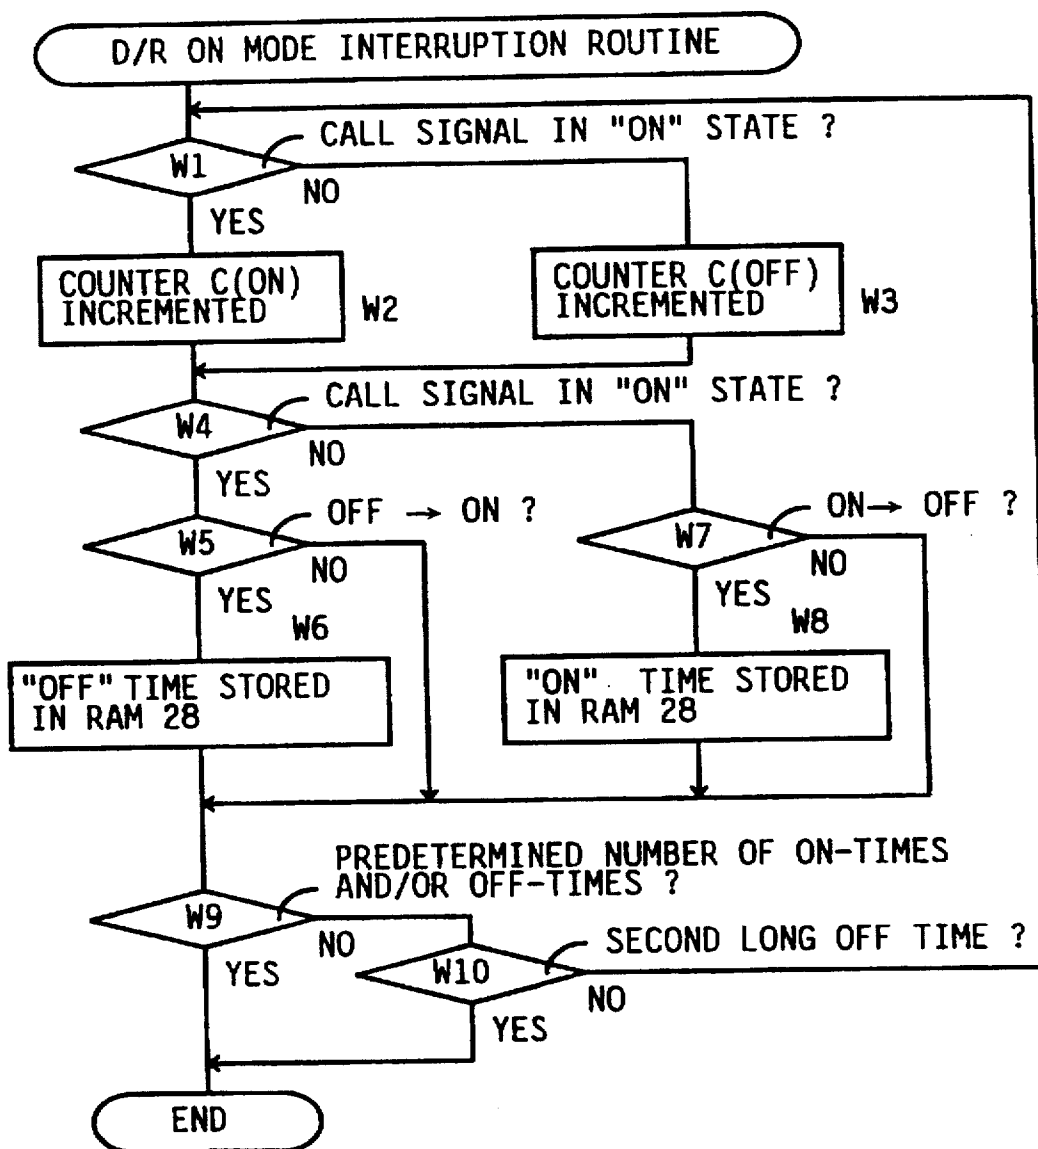 D/R ON MODE INTERRUPTION ROUTINE
CALL SIGNAL IN "ON" STATE ?
W1
NO
YES
COUNTER C(ON)
INCREMENTED
W2
COUNTER C(OFF)
INCREMENTED
W3
CALL SIGNAL IN "ON" STATE ?
W4
NO
YES
OFF → ON ?
W5
NO
YES
ON→ OFF ?
W7
NO
YES
W6
"OFF" TIME STORED
IN RAM 28
W8
"ON" TIME STORED
IN RAM 28
PREDETERMINED NUMBER OF ON-TIMES
AND/OR OFF-TIMES ?
W9
NO
YES
SECOND LONG OFF TIME ?
W10
NO
YES
END